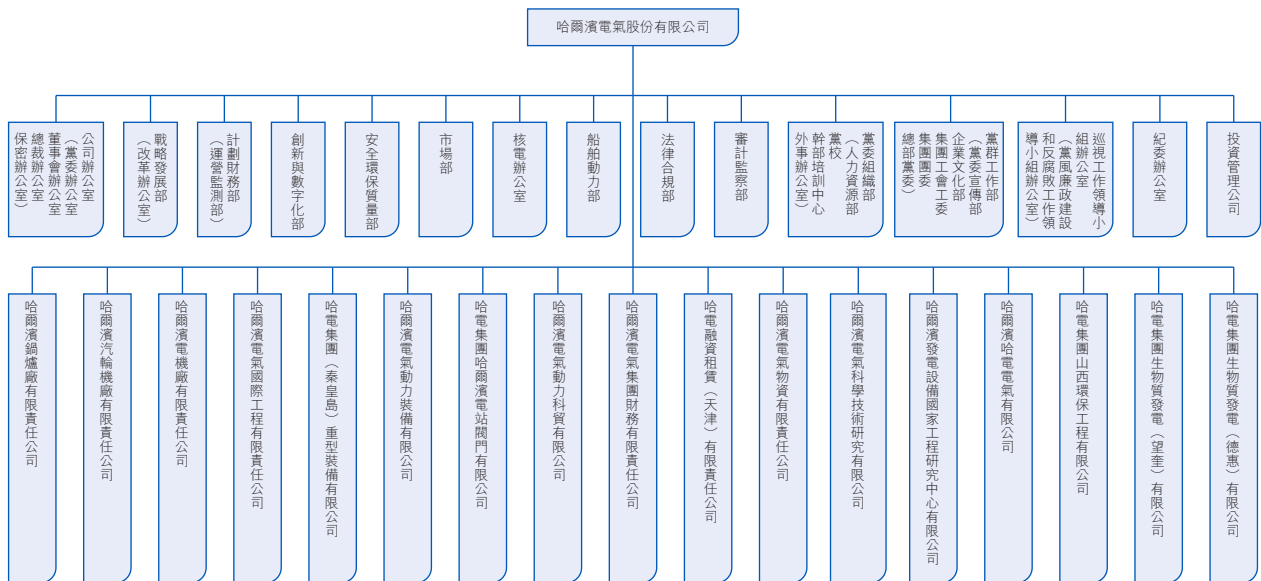 哈爾濱電氣股份有限公司
公司辦公室
（黨委辦公室
董事會辦公室
總裁辦公室
保密辦公室）
戰略發展部
（改革辦公室）
計劃財務部
（運營監測部）
創新與數字化部
安全環保質量部
市場部
核電辦公室
船舶動力部
法律合規部
審計監察部
黨委組織部
（人力資源部
黨校
幹部培訓中心
外事辦公室）
黨群工作部
（黨委宣傳部
企業文化部
集團工會工委
集團團委
總部黨委）
巡視工作領導小
組辦公室
（黨風廉政建設
和反腐敗工作領
導小組辦公室）
紀委辦公室
投資管理公司
哈爾濱鍋爐廠有限責任公司
哈爾濱汽輪機廠有限責任公司
哈爾濱電機廠有限責任公司
哈爾濱電氣國際工程有限責任公司
哈電集團（秦皇島）重型裝備有限公司
哈爾濱電氣動力裝備有限公司
哈電集團哈爾濱電站閥門有限公司
哈爾濱電氣動力科貿有限公司
哈爾濱電氣集團財務有限責任公司
哈電融資租賃（天津）有限責任公司
哈爾濱電氣物資有限責任公司
哈爾濱電氣科學技術研究有限公司
哈爾濱發電設備國家工程研究中心有限公司
哈爾濱哈電電氣有限公司
哈電集團山西環保工程有限公司
哈電集團生物質發電（望奎）有限公司
哈電集團生物質發電（德惠）有限公司